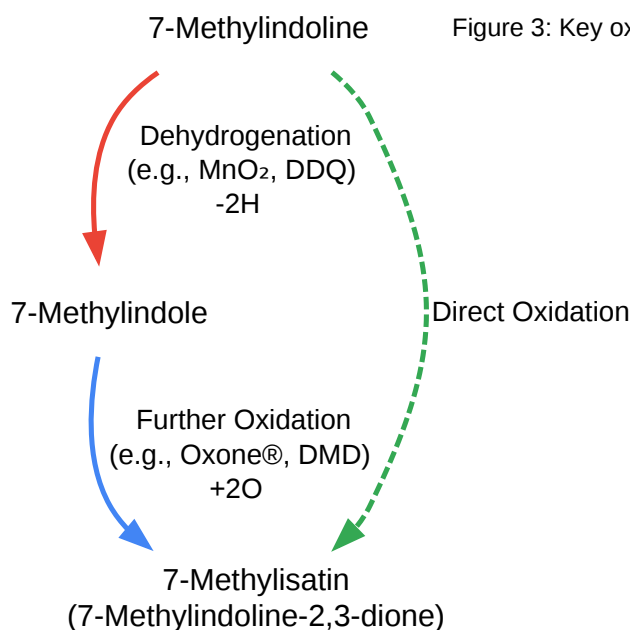 7-Methylindoline
Figure 3: Key ox
Dehydrogenation
(e.g., MnO₂, DDQ)
-2H
7-Methylindole
Direct Oxidation
Further Oxidation
(e.g., Oxone®, DMD)
+2O
7-Methylisatin
(7-Methylindoline-2,3-dione)